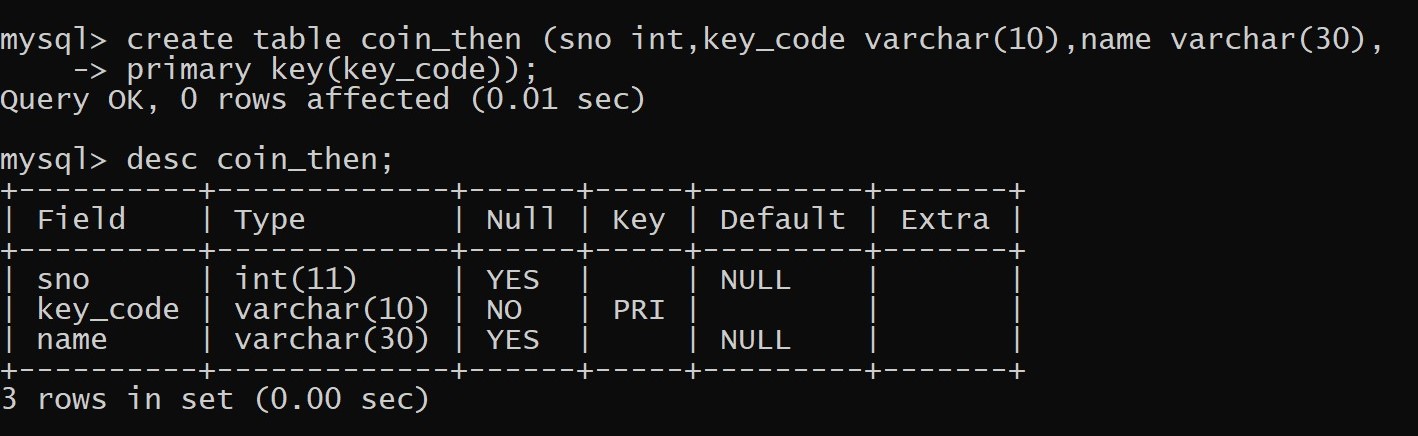 mysql> create table coin_then (sno int,key_code varchar(10),name varchar(30),
    -> primary key(key_code));
Query OK, 0 rows affected (0.01 sec)

mysql> desc coin_then;
+----------+-------------+------+-----+---------+-------+
| Field    | Type        | Null | Key | Default | Extra |
+----------+-------------+------+-----+---------+-------+
| sno      | int(11)     | YES  |     | NULL    |       |
| key_code | varchar(10) | NO   | PRI |         |       |
| name     | varchar(30) | YES  |     | NULL    |       |
+----------+-------------+------+-----+---------+-------+
3 rows in set (0.00 sec)